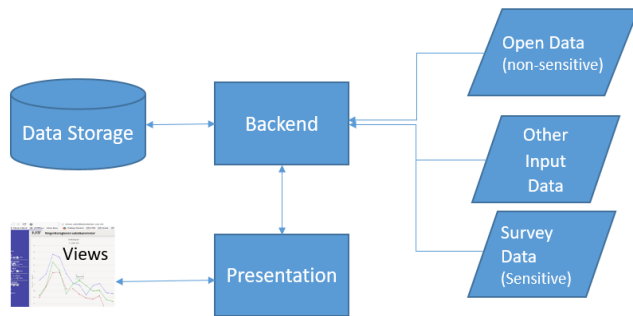 Open Data
(non-sensitive)
Data Storage
Backend
Other
Input
Data
Views
Presentation
Survey
Data
(Sensitive)